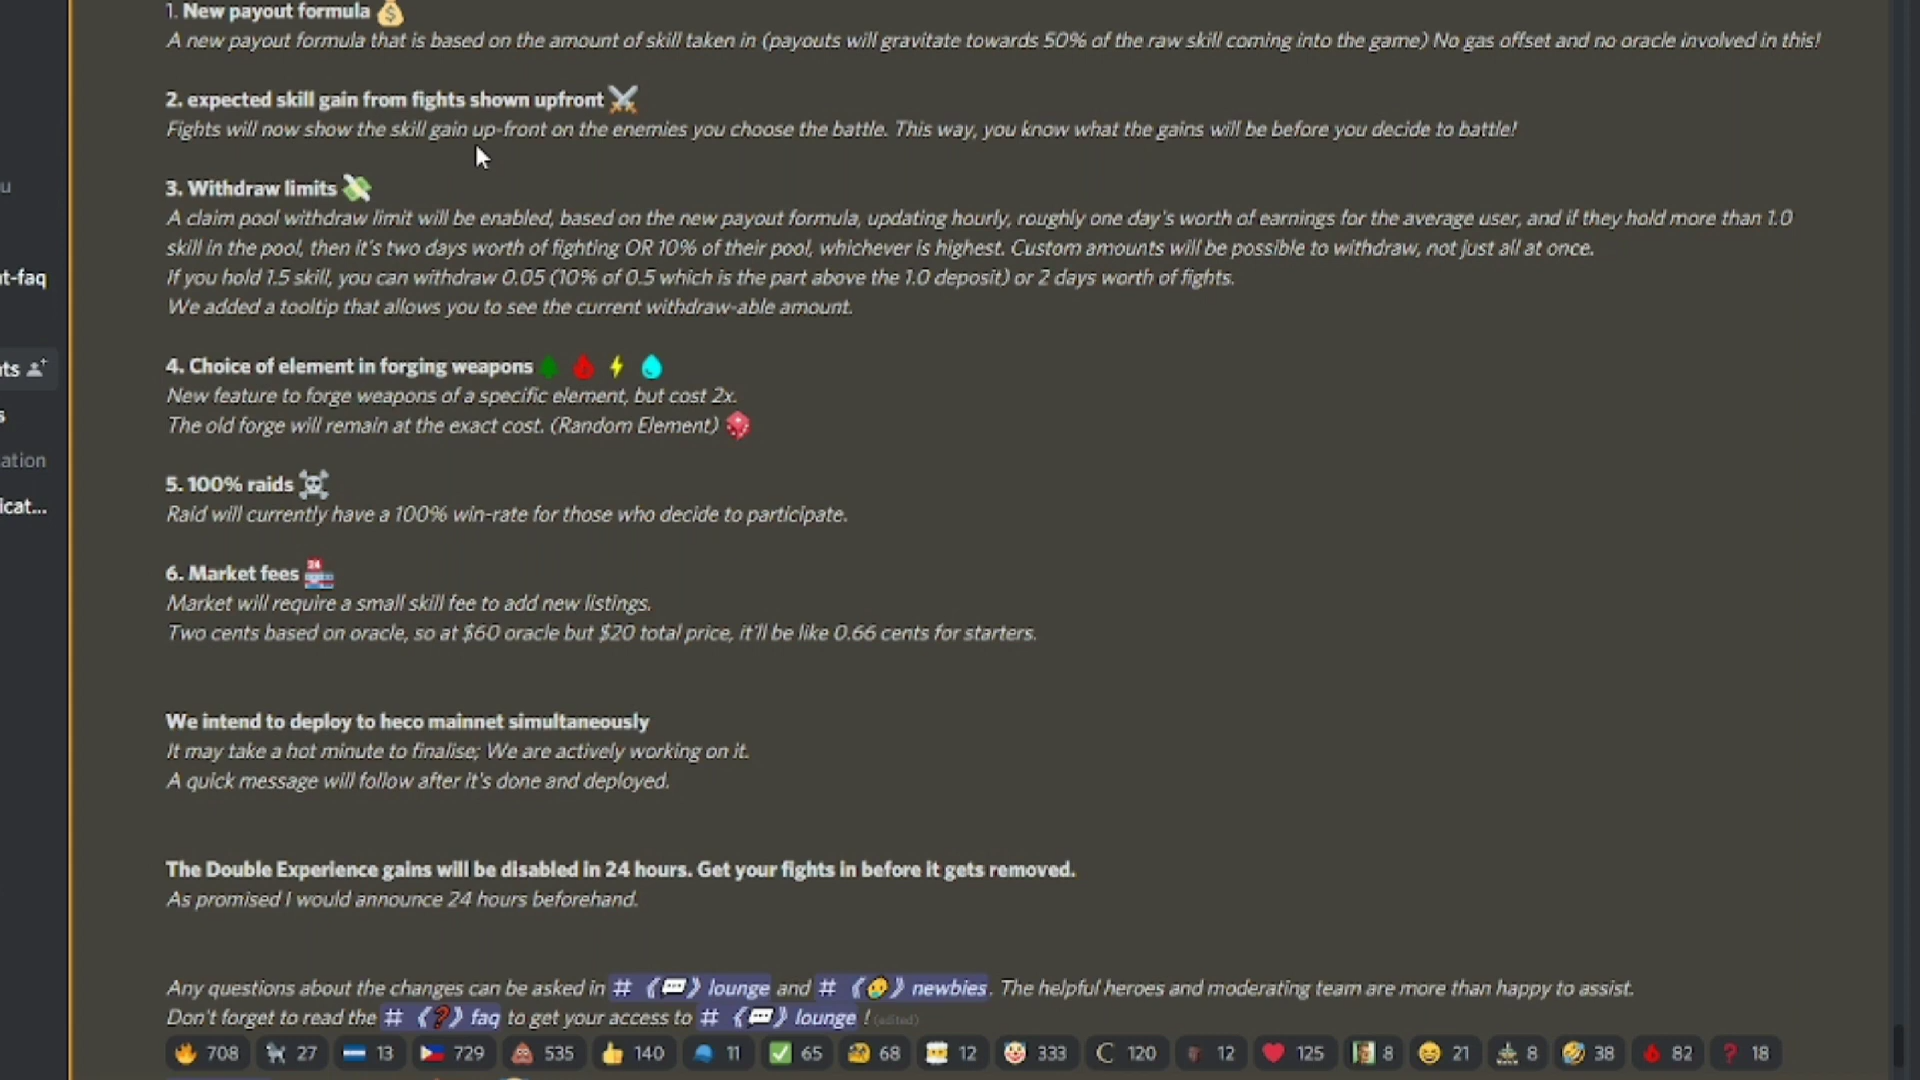 1. New payout formula 💰
A new payout formula that is based on the amount of skill taken in (payouts will gravitate towards 50% of the raw skill coming into the game) No gas offset and no oracle involved in this!
2. expected skill gain from fights shown upfront ⚔️
Fights will now show the skill gain up-front on the enemies you choose the battle. This way, you know what the gains will be before you decide to battle!
u
3. Withdraw limits 💸
A claim pool withdraw limit will be enabled, based on the new payout formula, updating hourly, roughly one day's worth of earnings for the average user, and if they hold more than 1.0
skill in the pool, then it's two days worth of fighting OR 10% of their pool, whichever is highest. Custom amounts will be possible to withdraw, not just all at once.
t-faq
If you hold 1.5 skill, you can withdraw 0.05 (10% of 0.5 which is the part above the 1.0 deposit) or 2 days worth of fights.
We added a tooltip that allows you to see the current withdraw-able amount.
ts
4. Choice of element in forging weapons 🌲 🔥 ⚡ 💧
New feature to forge weapons of a specific element, but cost 2x.
s
The old forge will remain at the exact cost. (Random Element) 🎲
ation
5. 100% raids ☠️
icat...
Raid will currently have a 100% win-rate for those who decide to participate.
6. Market fees 🏪
Market will require a small skill fee to add new listings.
Two cents based on oracle, so at $60 oracle but $20 total price, it'll be like 0.66 cents for starters.
We intend to deploy to heco mainnet simultaneously
It may take a hot minute to finalise; We are actively working on it.
A quick message will follow after it's done and deployed.
The Double Experience gains will be disabled in 24 hours. Get your fights in before it gets removed.
As promised I would announce 24 hours beforehand.
Any questions about the changes can be asked in # 《💬》lounge and # 《🥲》newbies. The helpful heroes and moderating team are more than happy to assist.
Don't forget to read the # 《❓》faq to get your access to # 《💬》lounge ! (edited)
708 27 13 729 535 140 11 65 68 12 333 120 12 125 8 21 8 38 82 18